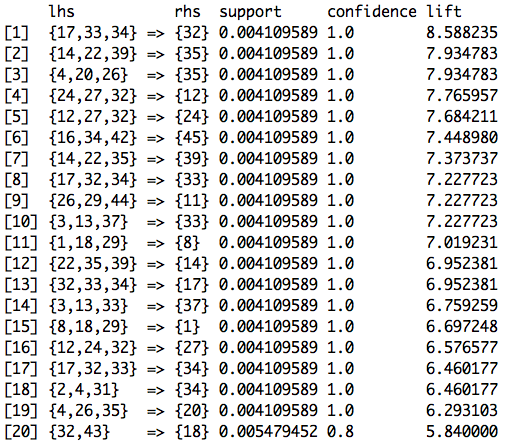 lhs           rhs  support     confidence lift
[1]  {17,33,34} => {32} 0.004109589 1.0        8.588235
[2]  {14,22,39} => {35} 0.004109589 1.0        7.934783
[3]  {4,20,26}  => {35} 0.004109589 1.0        7.934783
[4]  {24,27,32} => {12} 0.004109589 1.0        7.765957
[5]  {12,27,32} => {24} 0.004109589 1.0        7.684211
[6]  {16,34,42} => {45} 0.004109589 1.0        7.448980
[7]  {14,22,35} => {39} 0.004109589 1.0        7.373737
[8]  {17,32,34} => {33} 0.004109589 1.0        7.227723
[9]  {26,29,44} => {11} 0.004109589 1.0        7.227723
[10] {3,13,37}  => {33} 0.004109589 1.0        7.227723
[11] {1,18,29}  => {8}  0.004109589 1.0        7.019231
[12] {22,35,39} => {14} 0.004109589 1.0        6.952381
[13] {32,33,34} => {17} 0.004109589 1.0        6.952381
[14] {3,13,33}  => {37} 0.004109589 1.0        6.759259
[15] {8,18,29}  => {1}  0.004109589 1.0        6.697248
[16] {12,24,32} => {27} 0.004109589 1.0        6.576577
[17] {17,32,33} => {34} 0.004109589 1.0        6.460177
[18] {2,4,31}   => {34} 0.004109589 1.0        6.460177
[19] {4,26,35}  => {20} 0.004109589 1.0        6.293103
[20] {32,43}    => {18} 0.005479452 0.8        5.840000